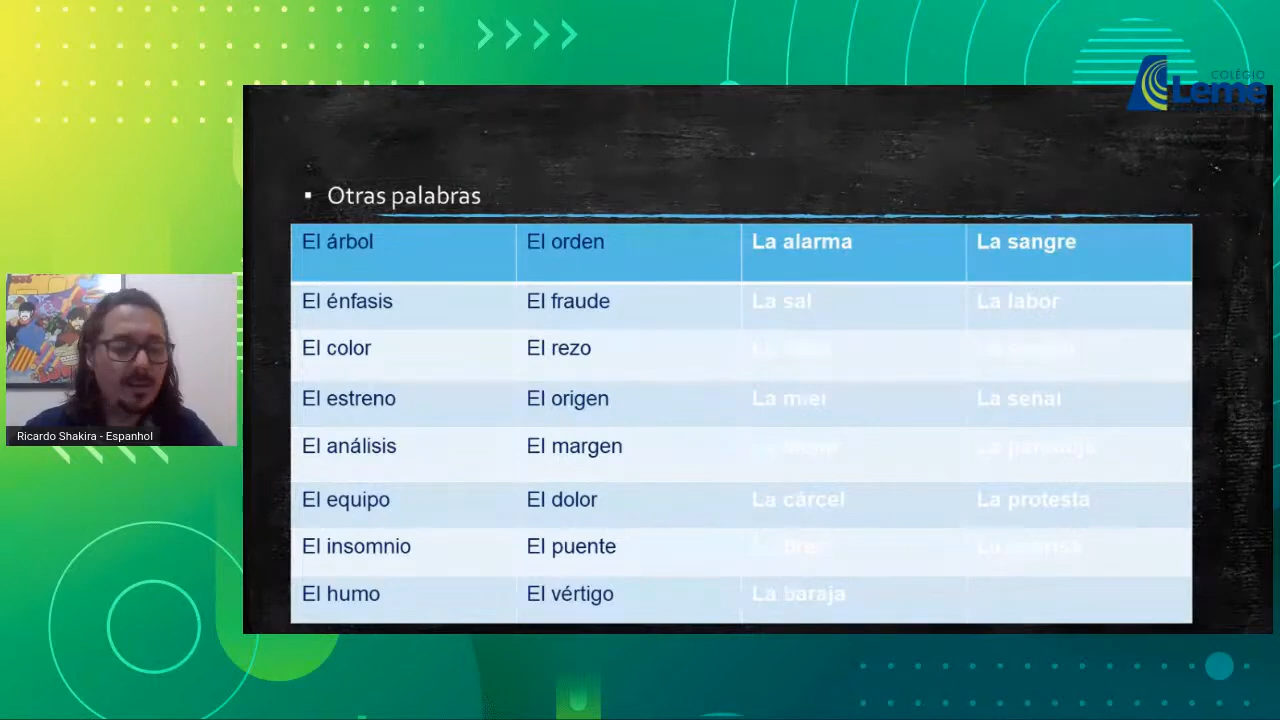 COLÉGIO
Leme
Otras palabras
El árbol El orden La alarma La sangre
El énfasis El fraude La sal La labor
El color El rezo
El estreno El origen La miel La señal
El análisis El margen La
El equipo El dolor La cárcel La protesta
El insomnio El puente
El humo El vértigo La baraja
Ricardo Shakira - Espanhol